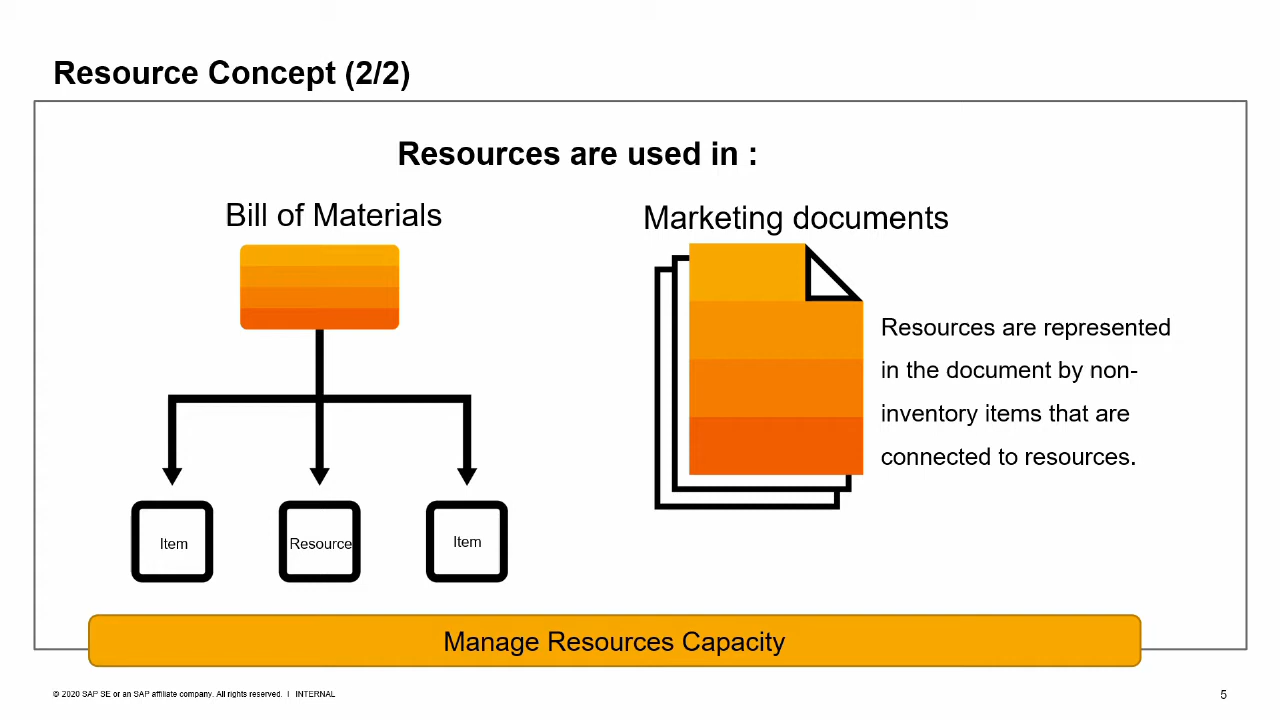 Resource Concept (2/2)
Resources are used in :
Bill of Materials
Marketing documents
Resources are represented
in the document by non-
inventory items that are
connected to resources.
Item
Resource
Item
Manage Resources Capacity
© 2020 SAP SE or an SAP affiliate company. All rights reserved. I INTERNAL
5